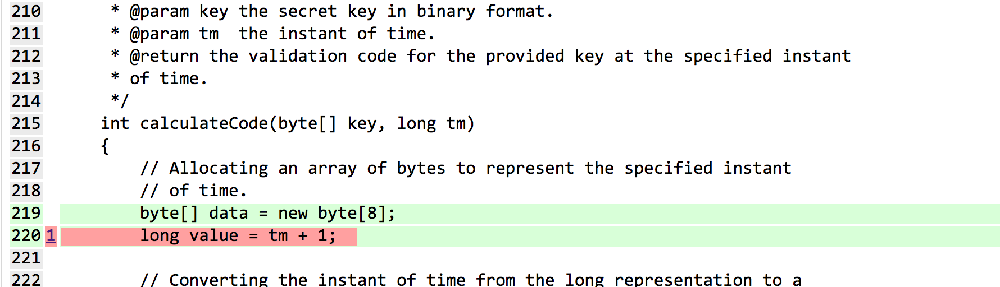 210 * @param key the secret key in binary format.
211 * @param tm  the instant of time.
212 * @return the validation code for the provided key at the specified instant
213 * of time.
214 */
215 int calculateCode(byte[] key, long tm)
216 {
217 // Allocating an array of bytes to represent the specified instant
218 // of time.
219 byte[] data = new byte[8];
220 1 long value = tm + 1;
221
222 // Converting the instant of time from the long representation to a